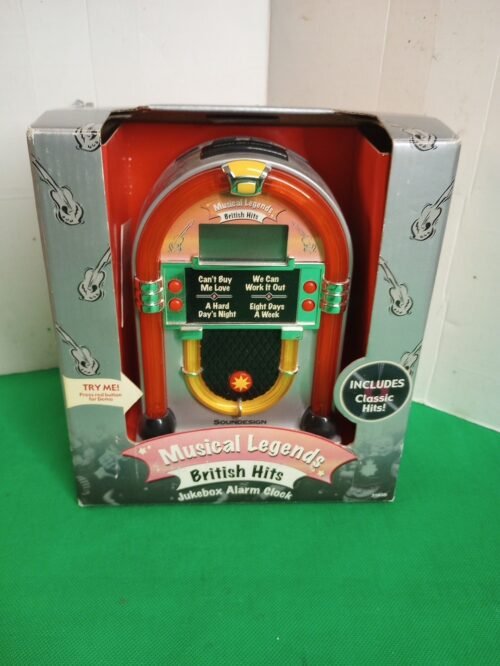 Musical Legends
British Hits
Can't Buy
Me Love
We Can
Work It Out
A Hard
Day's Night
Eight Days
A Week
TRY ME!
Press red button
for Demo
INCLUDES
Classic
Hits!
SOUNDESIGN
Musical Legends
British Hits
Jukebox Alarm Clock